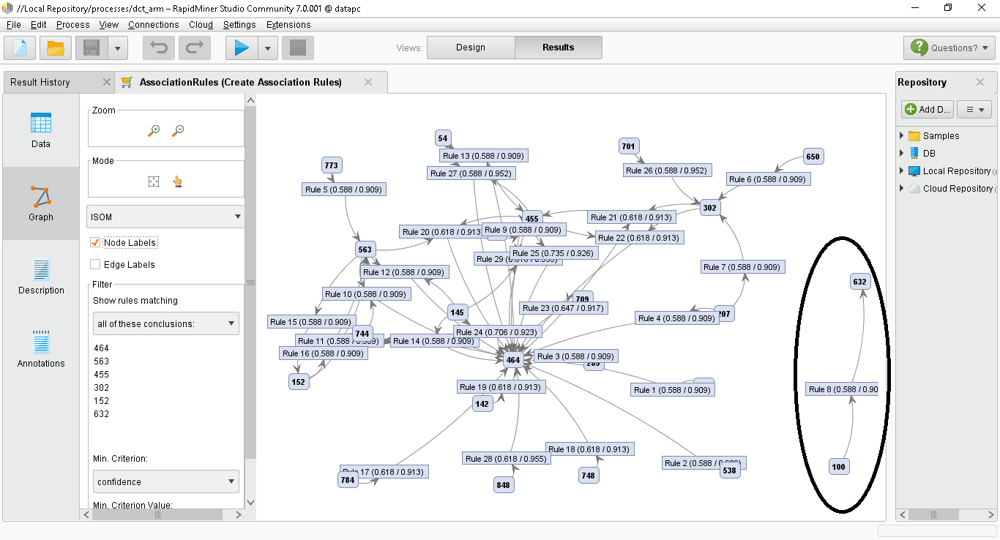 //Local Repository/processes/dct_arm – RapidMiner Studio Community 7.0.001 @ datapc
File Edit Process View Connections Cloud Settings Extensions
Views: Design Results
Questions?
Result History
AssociationRules (Create Association Rules)
Repository
Data
Graph
Description
Annotations
Zoom
Mode
ISOM
Node Labels
Edge Labels
Filter
Show rules matching
all of these conclusions:
464
563
455
302
152
632
Min. Criterion:
confidence
Min. Criterion Value:
54
Rule 13 (0.588 / 0.909)
Rule 27 (0.588 / 0.952)
773
Rule 5 (0.588 / 0.909)
701
Rule 26 (0.588 / 0.952)
650
Rule 6 (0.588 / 0.909)
302
455
Rule 21 (0.618 / 0.913)
Rule 20 (0.618 / 0.913)
Rule 9 (0.588 / 0.909)
Rule 22 (0.618 / 0.913)
563
Rule 25 (0.735 / 0.926)
Rule 29
Rule 12 (0.588 / 0.909)
Rule 7 (0.588 / 0.909)
632
Rule 10 (0.588 / 0.909)
709
Rule 23 (0.647 / 0.917)
145
207
Rule 4 (0.588 / 0.909)
Rule 15 (0.588 / 0.909)
744
Rule 24 (0.706 / 0.923)
Rule 11 (0.588 / 0.909)
Rule 14 (0.588 / 0.909)
Rule 16 (0.588 / 0.909)
464
Rule 3 (0.588 / 0.909)
152
Rule 19 (0.618 / 0.913)
Rule 1 (0.588 / 0.909)
Rule 8 (0.588 / 0.90
142
Rule 18 (0.618 / 0.913)
Rule 28 (0.618 / 0.955)
Rule 2 (0.588
538
100
Rule 17 (0.618 / 0.913)
784
848
748
Add D...
Samples
DB
Local Repository
Cloud Repository